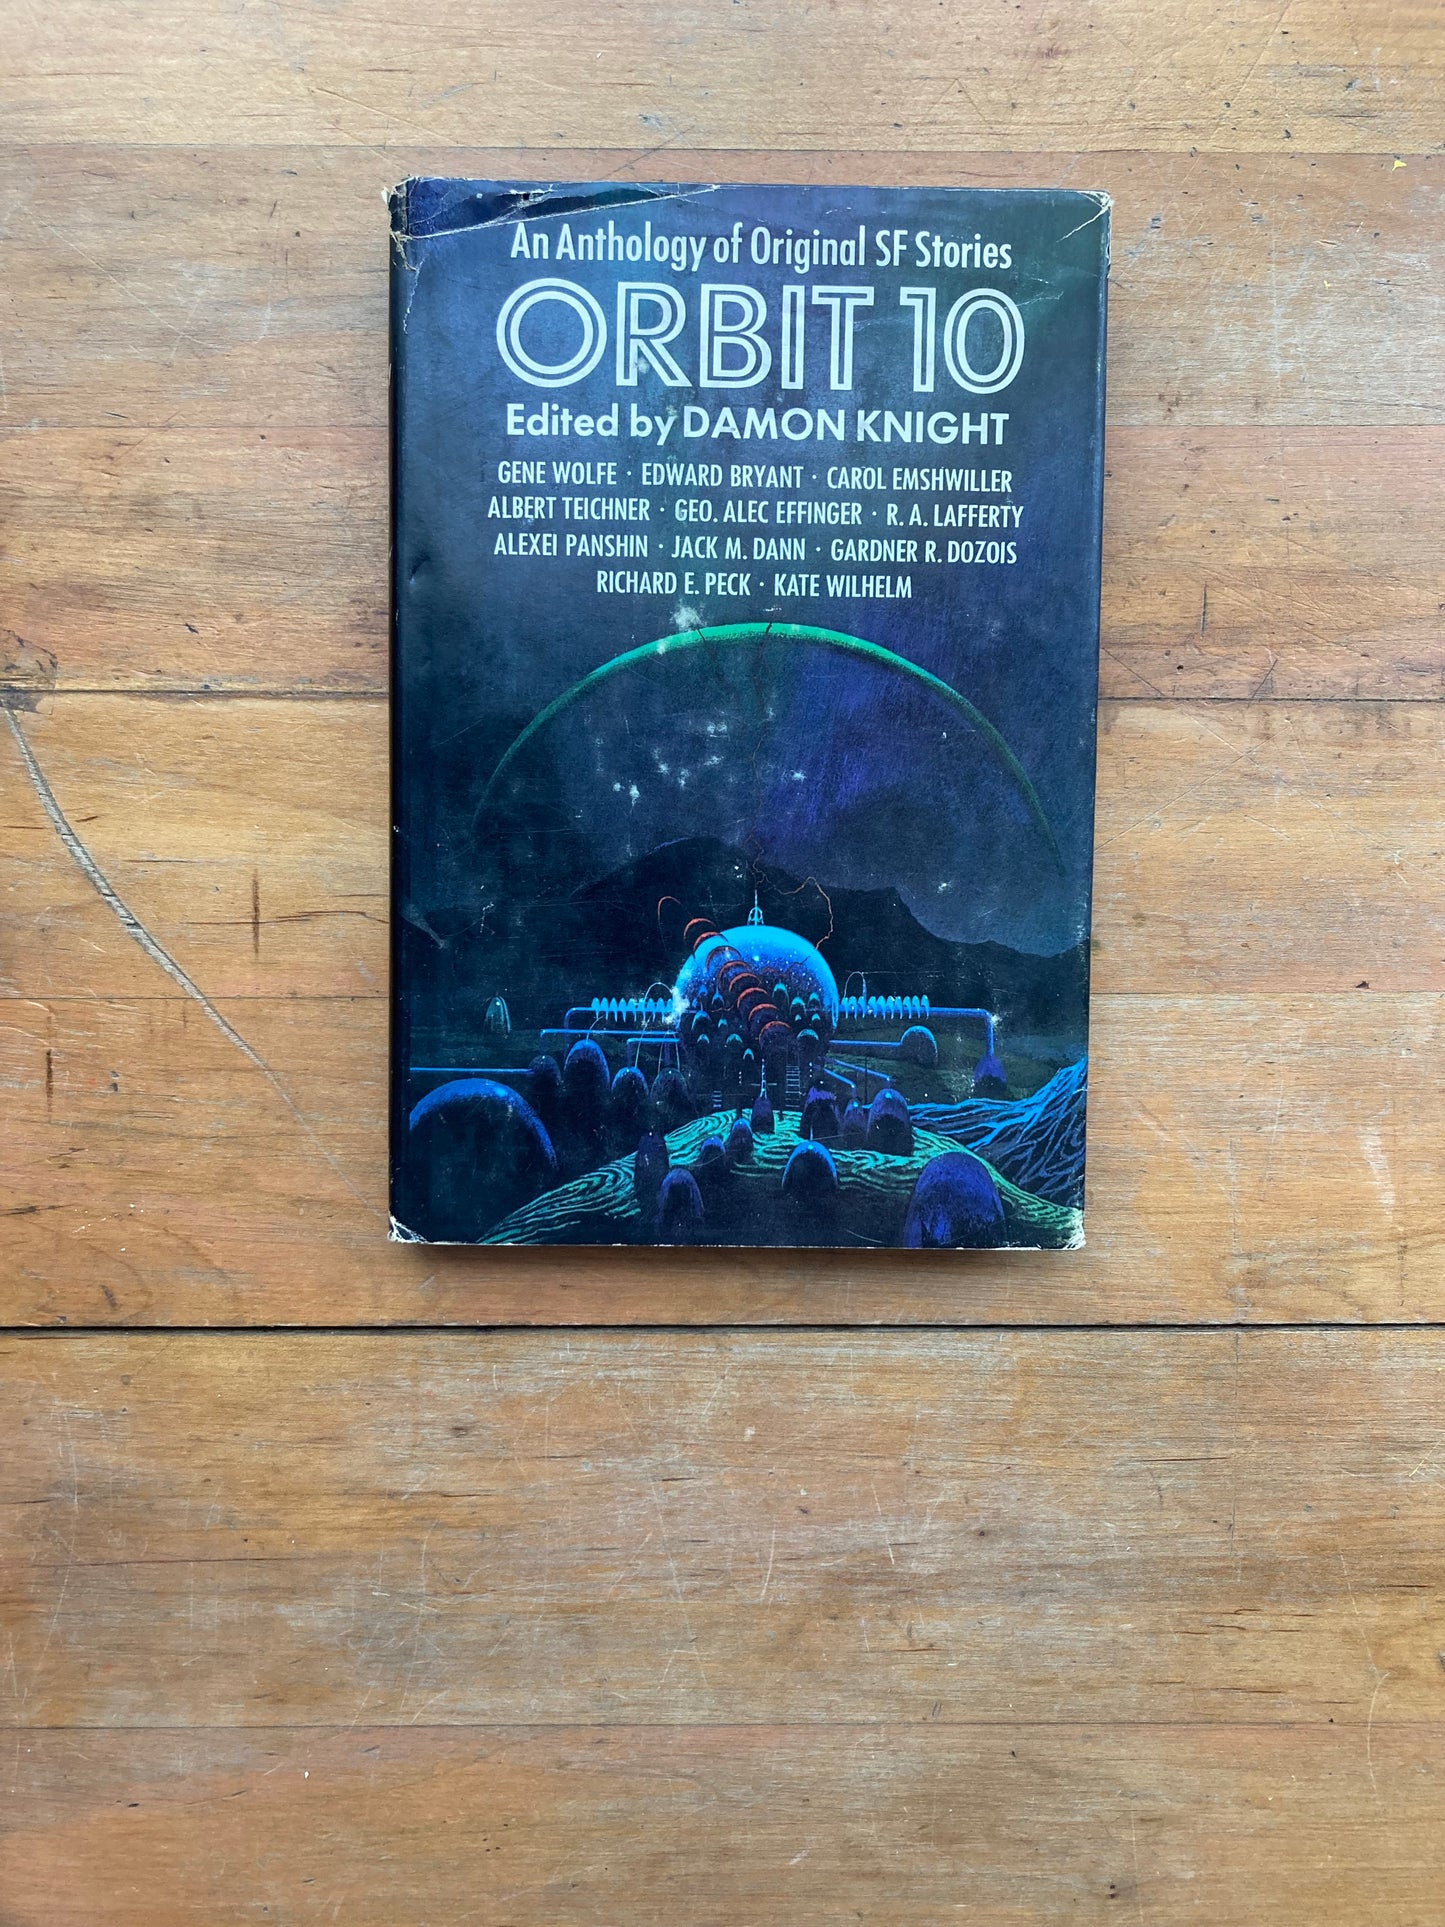 An Anthology of Original SF Stories
ORBIT 10
Edited by DAMON KNIGHT
GENE WOLFE · EDWARD BRYANT · CAROL EMSHWILLER
ALBERT TEICHNER · GEO. ALEC EFFINGER · R. A. LAFFERTY
ALEXEI PANSHIN · JACK M. DANN · GARDNER R. DOZOIS
RICHARD E. PECK · KATE WILHELM